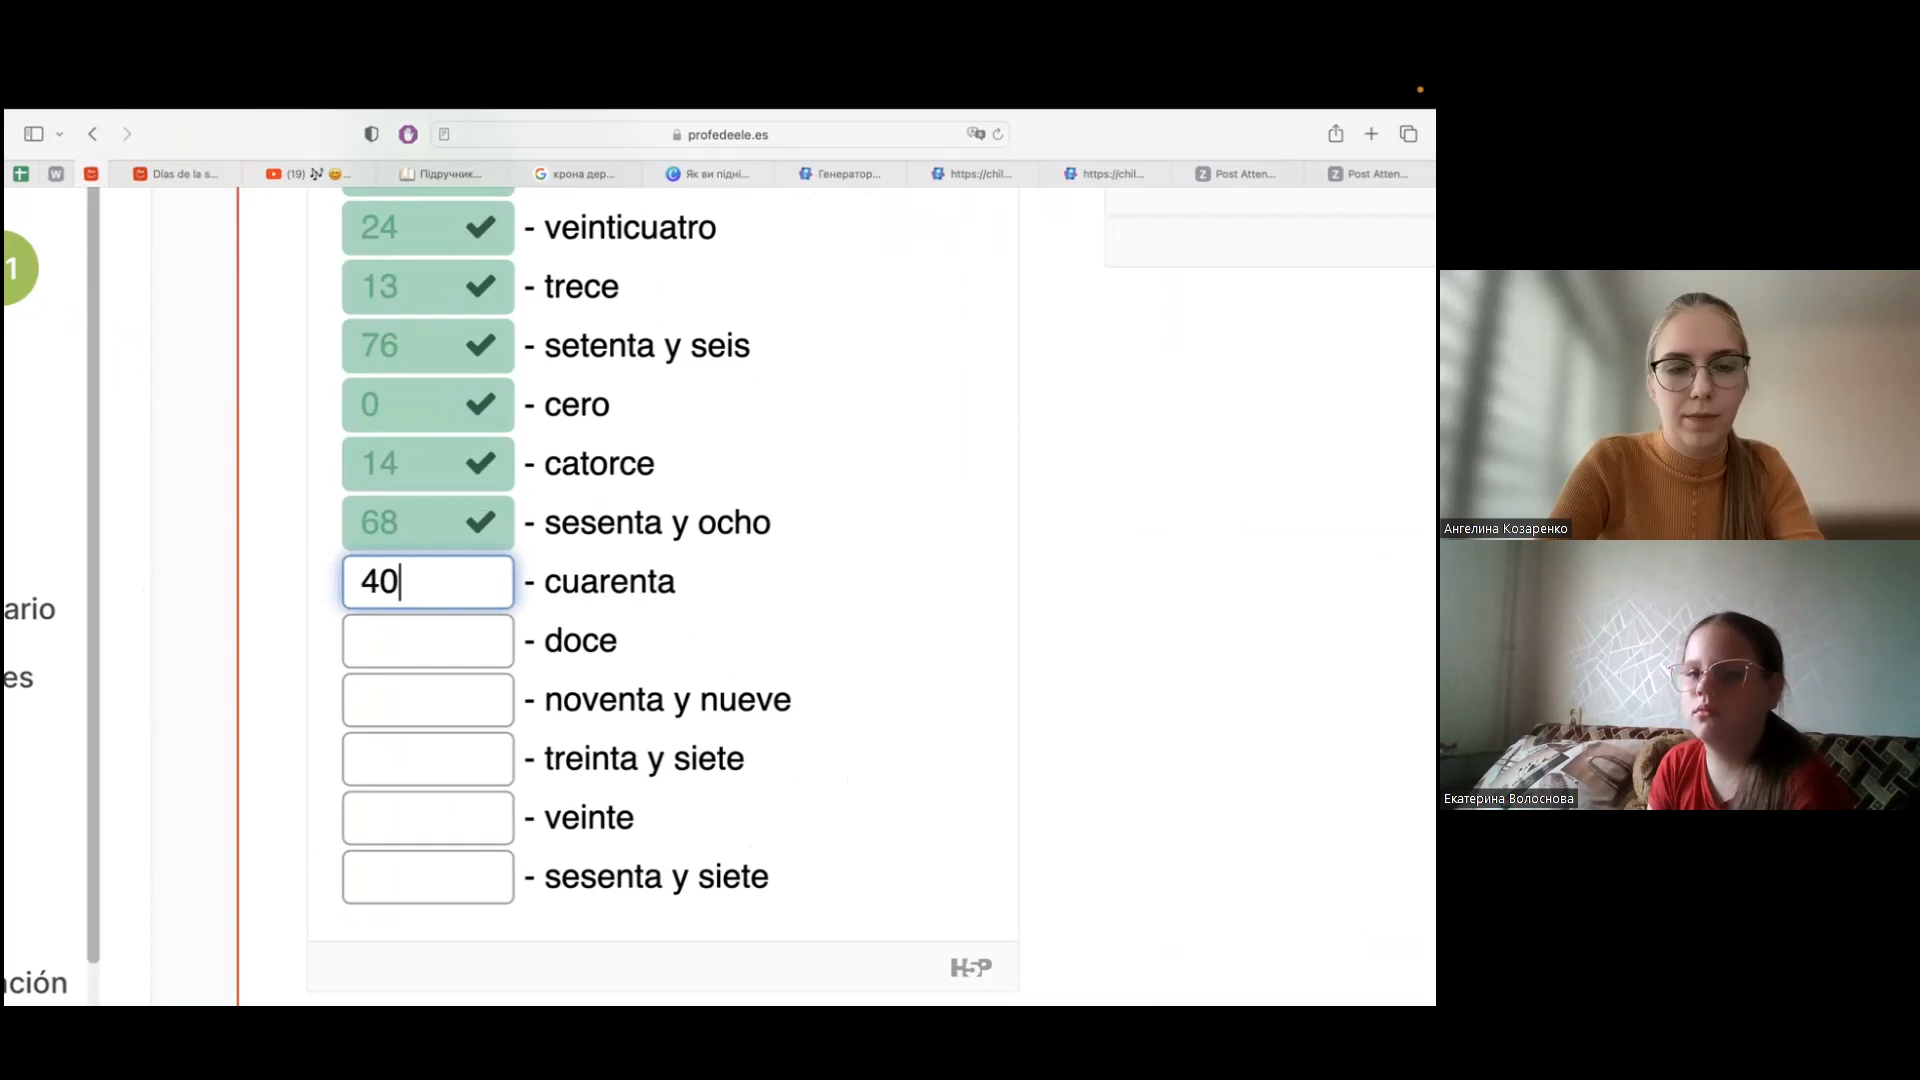 profedeele.es
W
Días de la s...
(19) 🎶 😊...
Підручник...
G крона дер...
Як ви підні...
Генератор...
https://chil...
https://chil...
Z Post Atten...
Z Post Atten...
1
ario
es
ción
24 ✔ - veinticuatro
13 ✔ - trece
76 ✔ - setenta y seis
0 ✔ - cero
14 ✔ - catorce
68 ✔ - sesenta y ocho
40 - cuarenta
- doce
- noventa y nueve
- treinta y siete
- veinte
- sesenta y siete
H5P
Ангелина Козаренко
Екатерина Волоснова